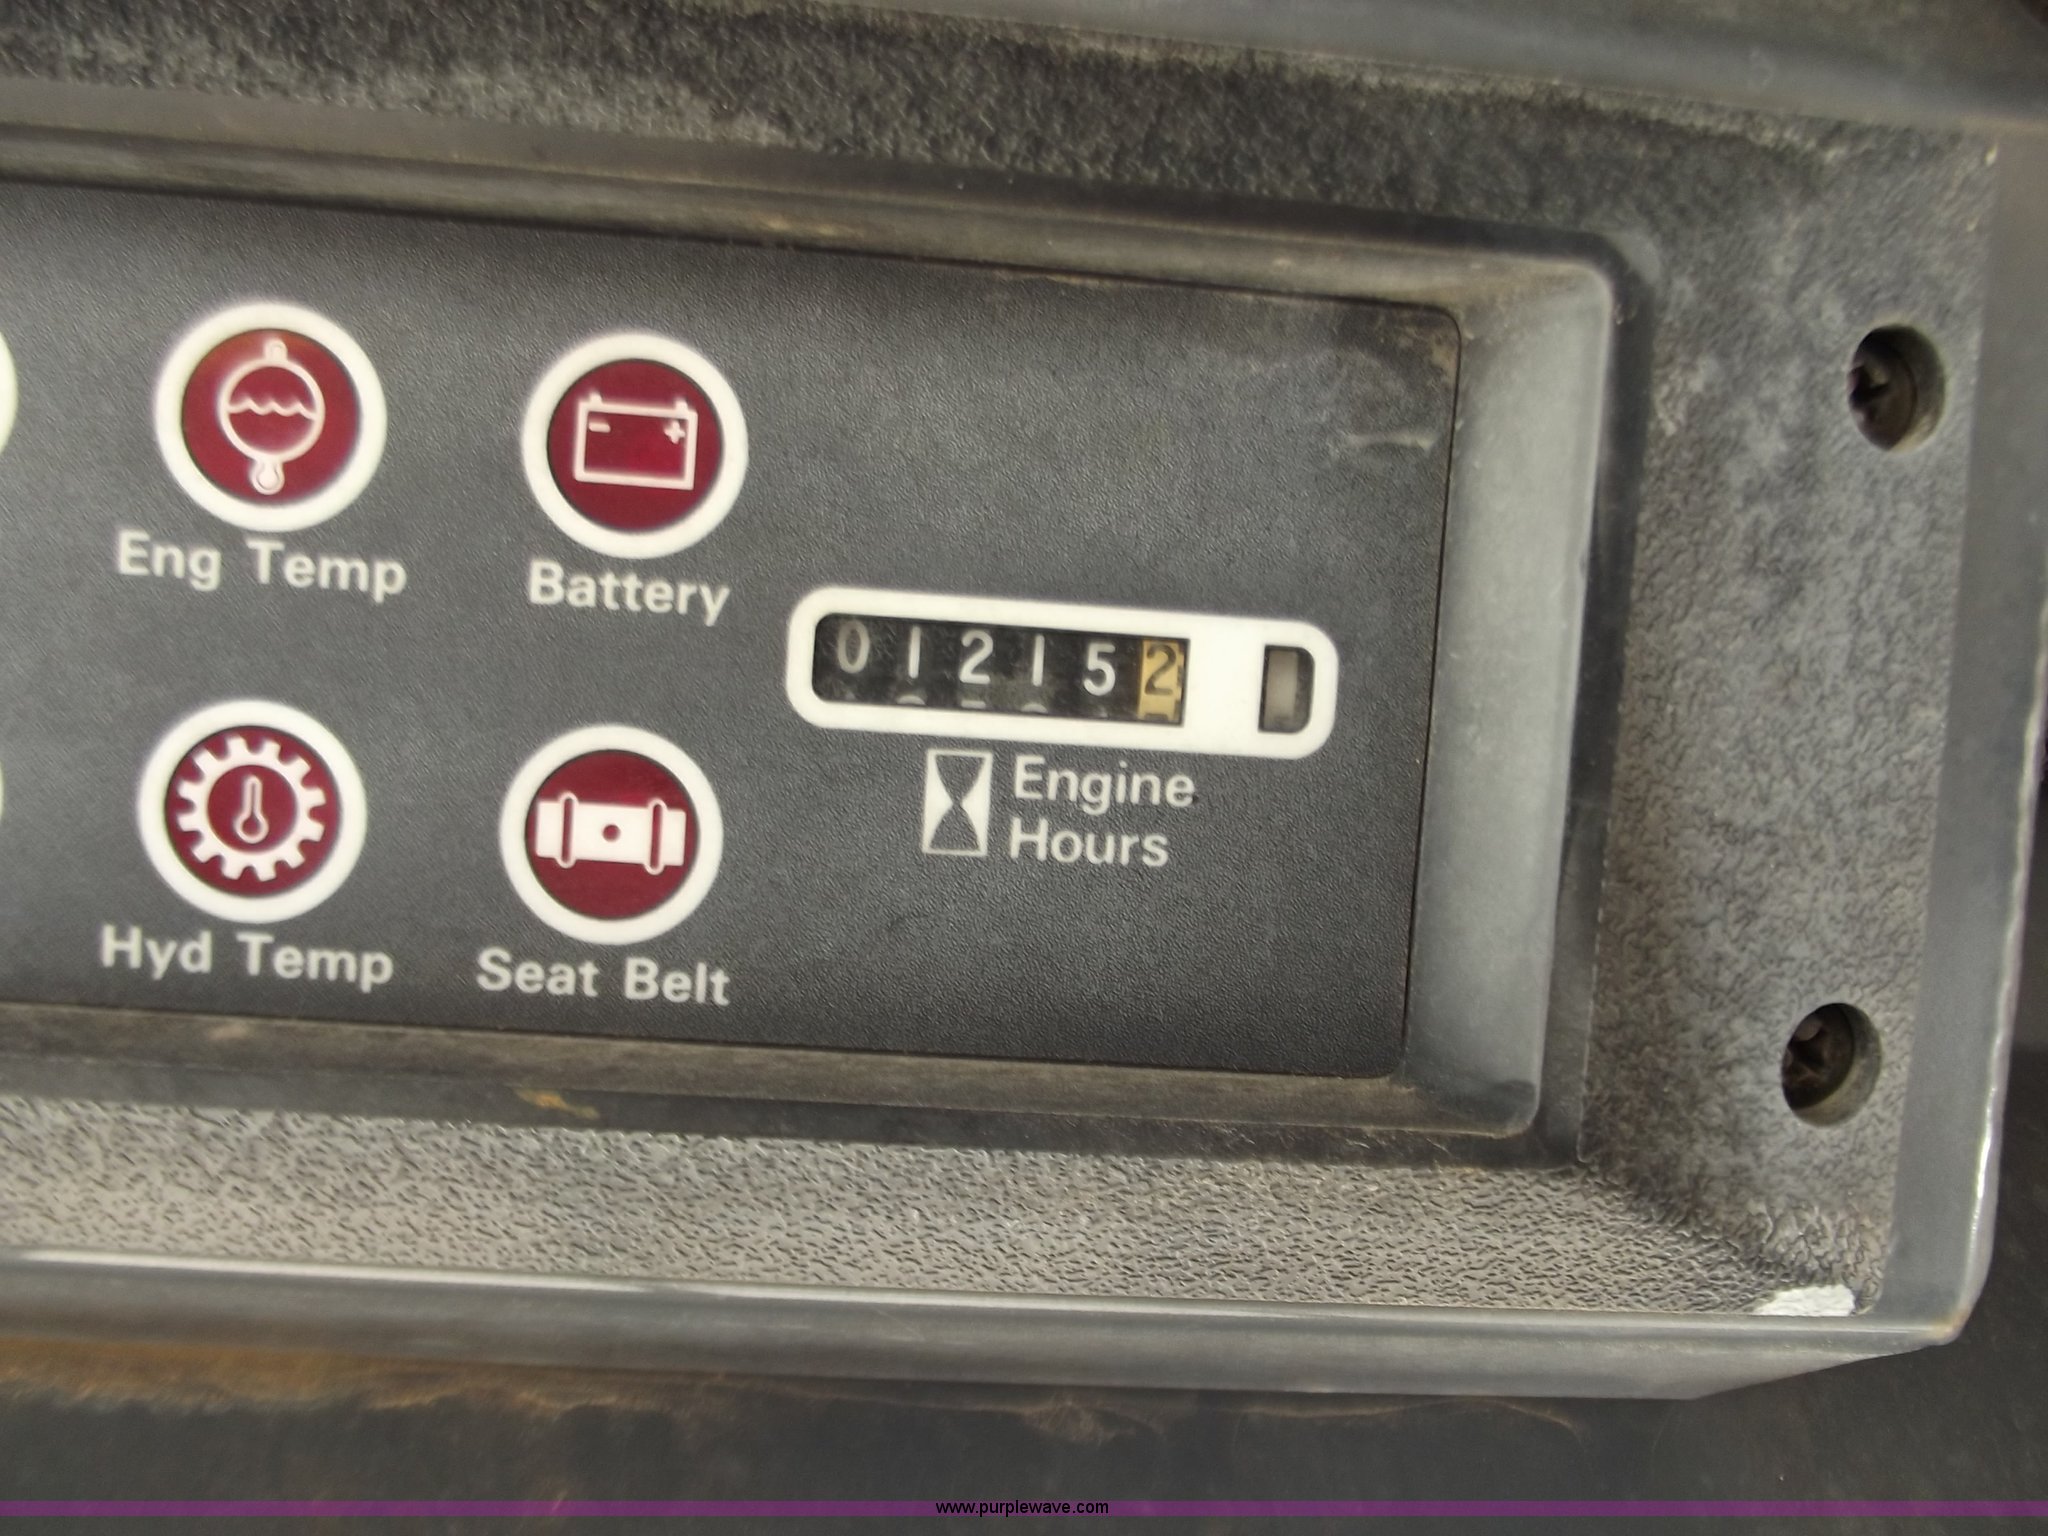 Eng Temp
Battery
012152
Engine
Hours
Hyd Temp
Seat Belt
www.purplewave.com